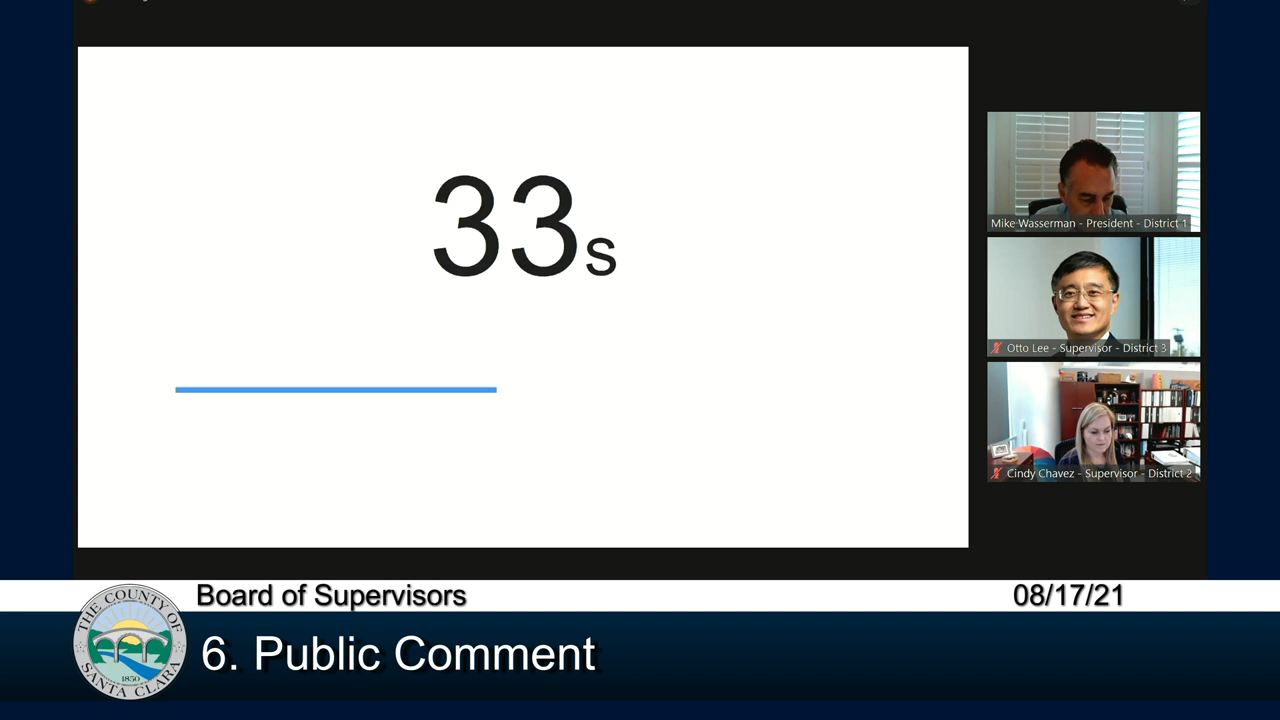 33s
Mike Wasserman - President - District 1
Otto Lee - Supervisor - District 3
Cindy Chavez - Supervisor - District 2
Board of Supervisors
08/17/21
THE COUNTY OF
SANTA CLARA
1850
6. Public Comment